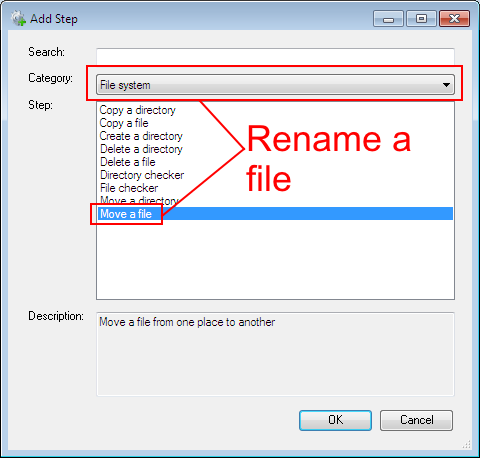 Add Step
Search:
Category:
File system
Step:
Copy a directory
Copy a file
Create a directory
Delete a directory
Delete a file
Directory checker
File checker
Move a directory
Move a file
Rename a
file
Description:
Move a file from one place to another
OK
Cancel